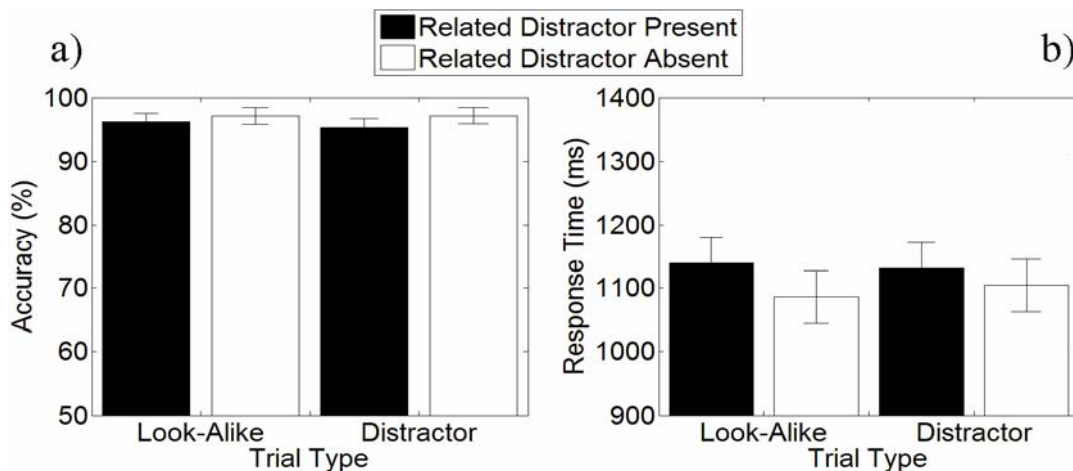 Related Distractor Present
Related Distractor Absent
a)
100
90
80
70
60
50
Accuracy (%)
Look-Alike Distractor
Trial Type
b)
1400
1300
1200
1100
1000
900
Response Time (ms)
Look-Alike Distractor
Trial Type